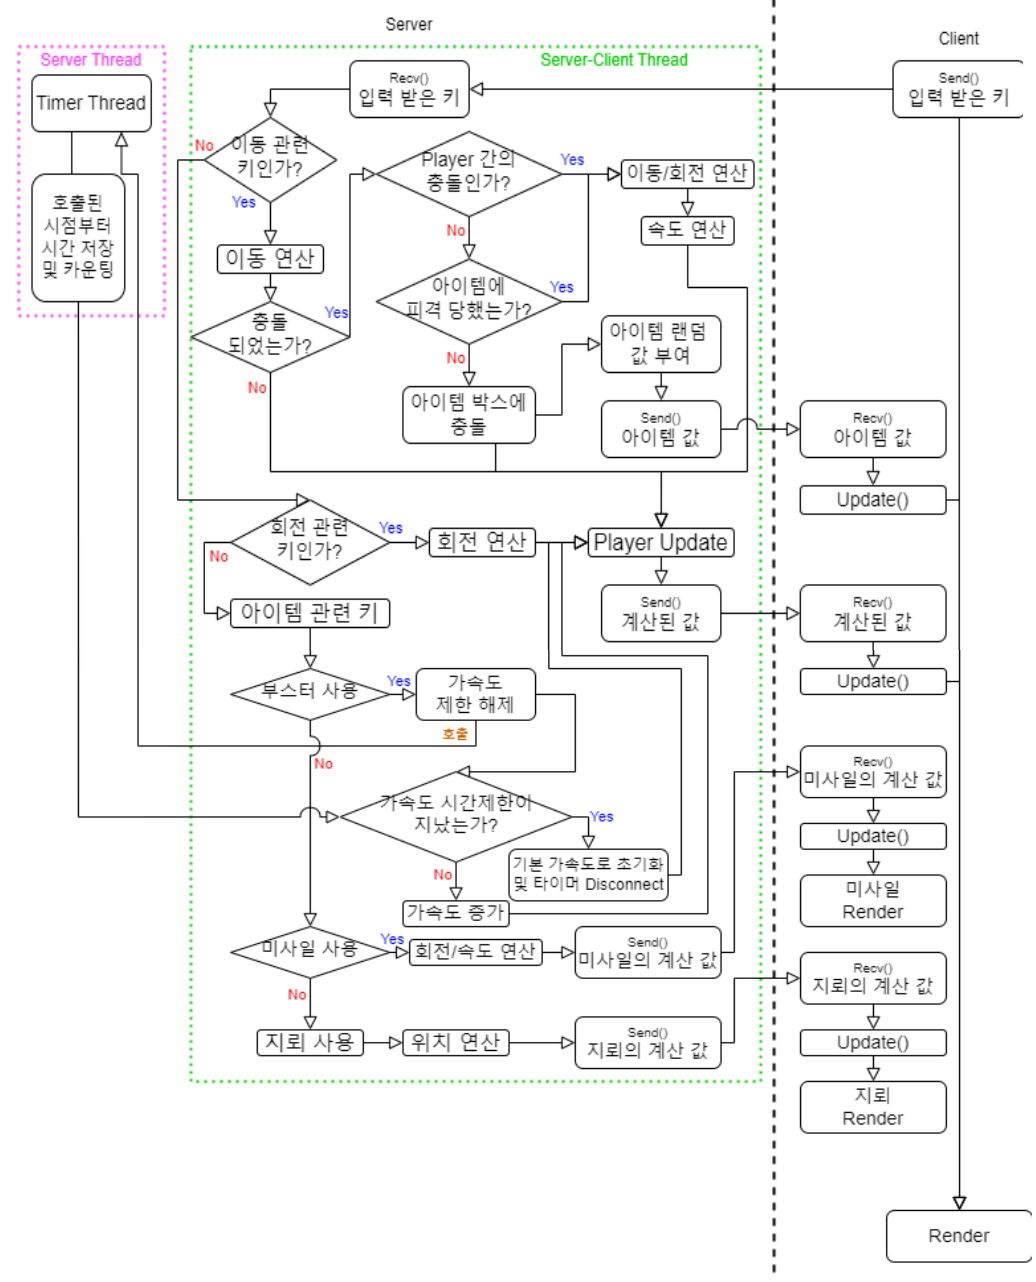 Server
Client
Server Thread
Server-Client Thread
Timer Thread
호출된
시점부터
시간 저장
및 카운팅
Recv()
입력 받은 키
Send()
입력 받은 키
이동 관련
키인가?
No
Yes
이동 연산
충돌
되었는가?
Yes
No
Player 간의
충돌인가?
Yes
No
이동/회전 연산
속도 연산
아이템에
피격 당했는가?
Yes
No
아이템 박스에
충돌
아이템 랜덤
값 부여
Send()
아이템 값
Recv()
아이템 값
Update()
회전 관련
키인가?
Yes
No
회전 연산
Player Update
Send()
계산된 값
Recv()
계산된 값
Update()
아이템 관련 키
부스터 사용
Yes
No
가속도
제한 해제
호출
가속도 시간제한이
지났는가?
Yes
No
기본 가속도로 초기화
및 타이머 Disconnect
가속도 증가
Recv()
미사일의 계산 값
Update()
미사일
Render
미사일 사용
Yes
No
회전/속도 연산
Send()
미사일의 계산 값
Recv()
지뢰의 계산 값
Update()
지뢰
Render
지뢰 사용
위치 연산
Send()
지뢰의 계산 값
Render